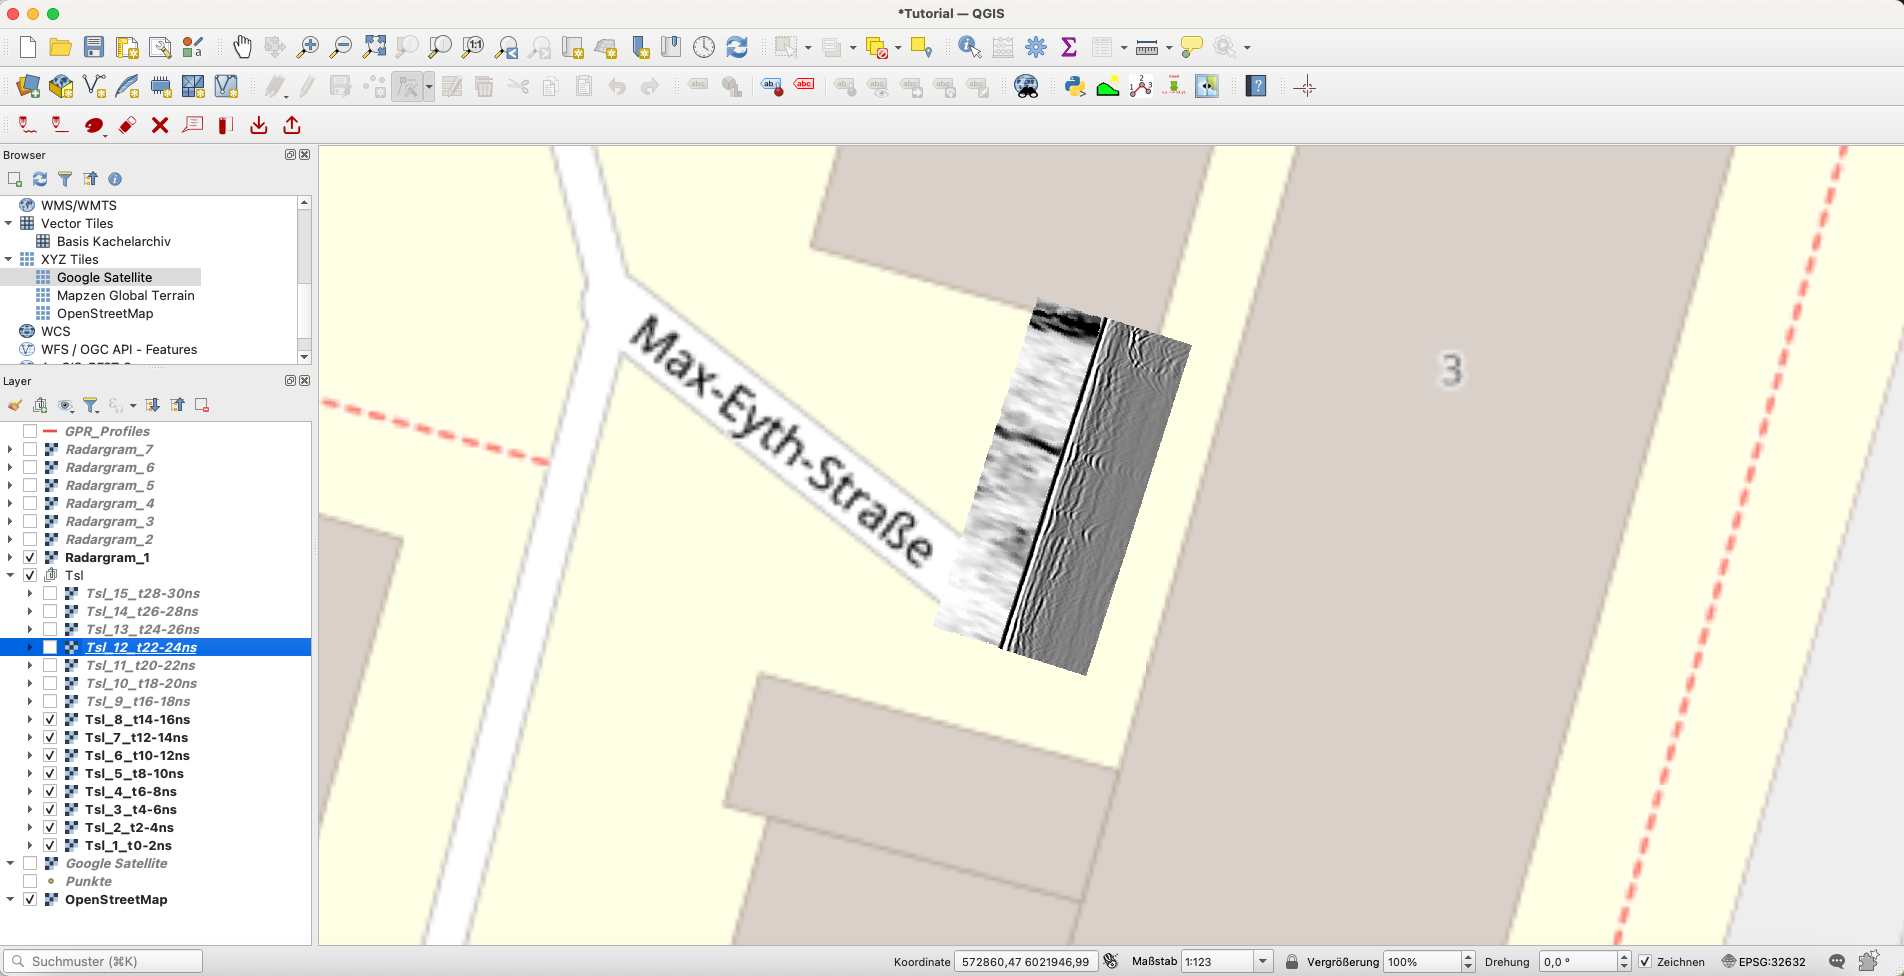 *Tutorial — QGIS
Browser
WMS/WMTS
Vector Tiles
Basis Kachelarchiv
XYZ Tiles
Google Satellite
Mapzen Global Terrain
OpenStreetMap
WCS
WFS / OGC API - Features
Layer
GPR_Profiles
Radargram_7
Radargram_6
Radargram_5
Radargram_4
Radargram_3
Radargram_2
Radargram_1
Tsl
Tsl_15_t28-30ns
Tsl_14_t26-28ns
Tsl_13_t24-26ns
Tsl_12_t22-24ns
Tsl_11_t20-22ns
Tsl_10_t18-20ns
Tsl_9_t16-18ns
Tsl_8_t14-16ns
Tsl_7_t12-14ns
Tsl_6_t10-12ns
Tsl_5_t8-10ns
Tsl_4_t6-8ns
Tsl_3_t4-6ns
Tsl_2_t2-4ns
Tsl_1_t0-2ns
Google Satellite
Punkte
OpenStreetMap
Max-Eyth-Straße
3
Suchmuster (⌘K)
Koordinate 572860,47 6021946,99 Maßstab 1:123 Vergrößerung 100% Drehung 0,0 ° Zeichnen EPSG:32632